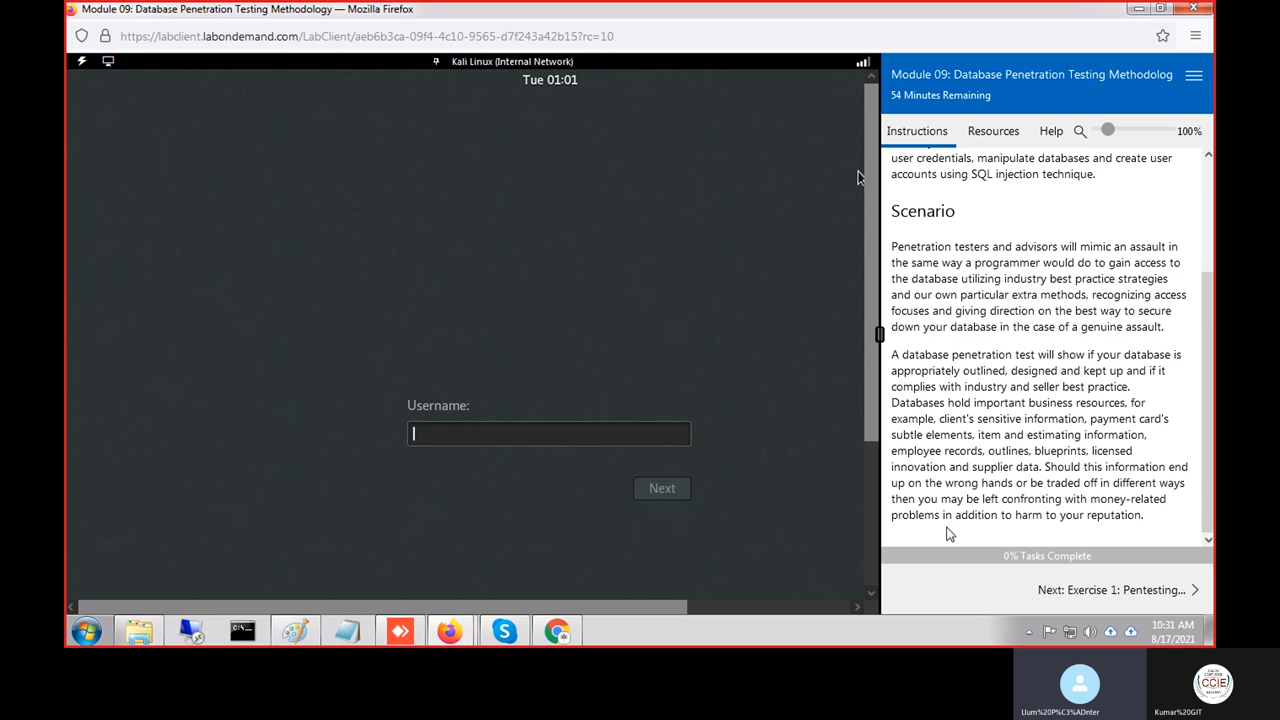 Module 09: Database Penetration Testing Methodology — Mozilla Firefox
https://labclient.labondemand.com/LabClient/aeb6b3ca-09f4-4c10-9565-d7f243a42b15?rc=10
Kali Linux (Internal Network)
Tue 01:01
Username:
Next
Module 09: Database Penetration Testing Methodolog
54 Minutes Remaining
Instructions
Resources
Help
100%
user credentials, manipulate databases and create user
accounts using SQL injection technique.
Scenario
Penetration testers and advisors will mimic an assault in
the same way a programmer would do to gain access to
the database utilizing industry best practice strategies
and our own particular extra methods, recognizing access
focuses and giving direction on the best way to secure
down your database in the case of a genuine assault.
A database penetration test will show if your database is
appropriately outlined, designed and kept up and if it
complies with industry and seller best practice.
Databases hold important business resources, for
example, client's sensitive information, payment card's
subtle elements, item and estimating information,
employee records, outlines, blueprints, licensed
innovation and supplier data. Should this information end
up on the wrong hands or be traded off in different ways
then you may be left confronting with money-related
problems in addition to harm to your reputation.
0% Tasks Complete
Next: Exercise 1: Pentesting...
10:31 AM
8/17/2021
CCIE
Llum%20P%C3%ADnter
Kumar%20GIT